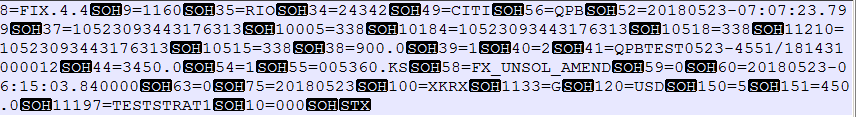 8=FIX.4.4SOH9=1160SOH35=RIOSOH34=24342SOH49=CITISOH56=QPBSOH52=20180523-07:07:23.79
9SOH37=10523093443176313SOH10005=338SOH10184=10523093443176313SOH10518=338SOH11210=
10523093443176313SOH10515=338SOH38=900.0SOH39=1SOH40=2SOH41=QPBTEST0523-4551/181431
000012SOH44=3450.0SOH54=1SOH55=005360.KSSOH58=FX_UNSOL_AMENDSOH59=0SOH60=20180523-0
6:15:03.840000SOH63=0SOH75=20180523SOH100=XKRXSOH1133=GSOH120=USDSOH150=5SOH151=450
.0SOH11197=TESTSTRAT1SOH10=000SOHSTX